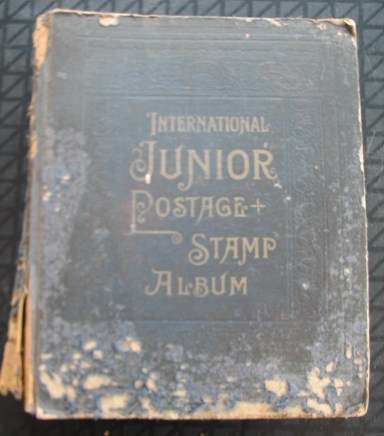 INTERNATIONAL
JUNIOR
POSTAGE+
STAMP
ALBUM